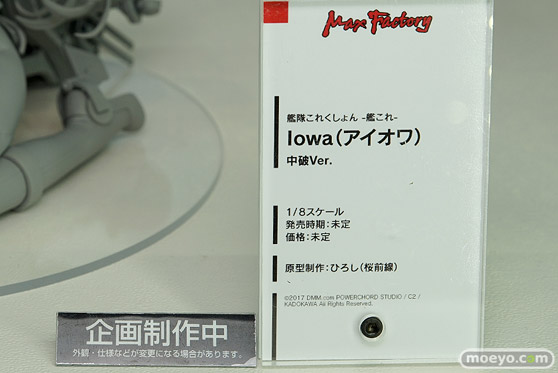 Max Factory
艦隊これくしょん -艦これ-
Iowa(アイオワ)
中破Ver.
1/8スケール
発売時期:未定
価格:未定
原型制作:ひろし(桜前線)
©2017 DMM.com POWERCHORD STUDIO / C2 /
KADOKAWA All Rights Reserved.
企画制作中
外観・仕様などが変更になる場合があります。
moeyo.com